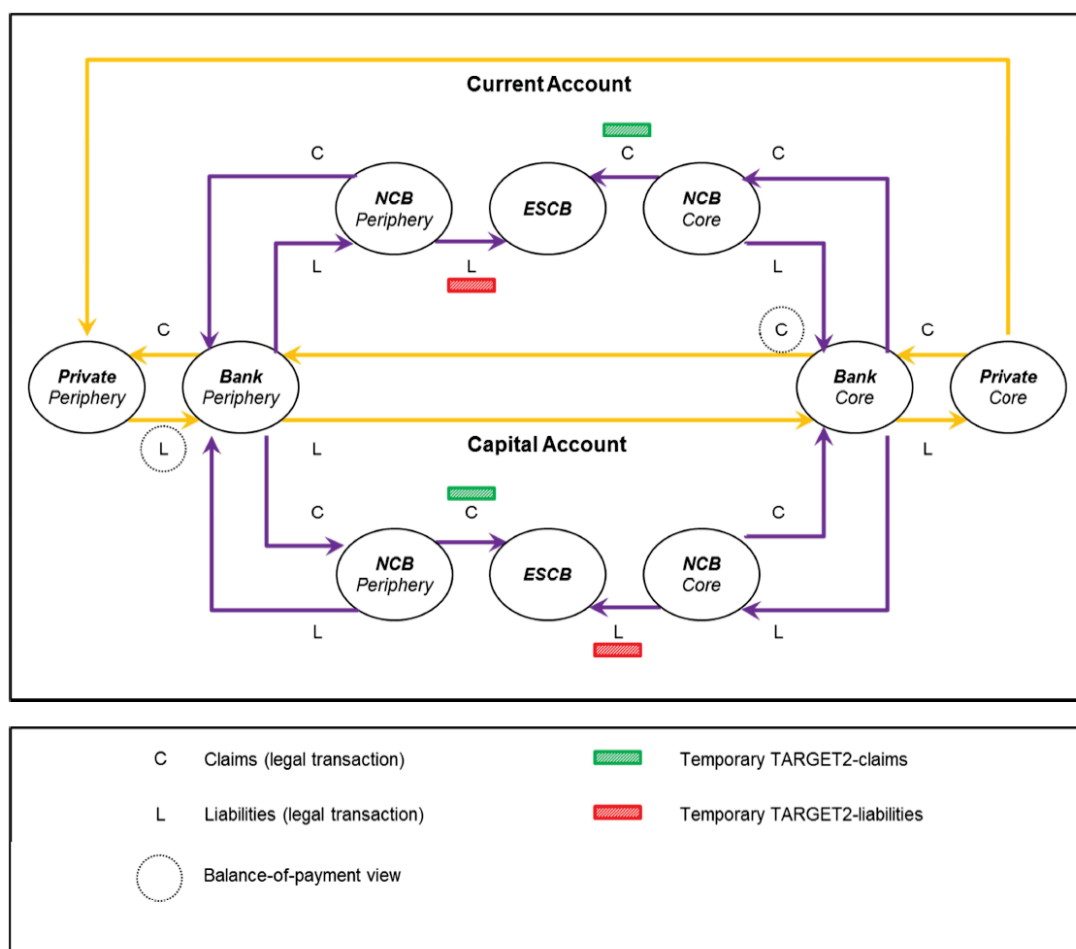 Current Account
C
C
C
NCB
Periphery
ESCB
NCB
Core
L
L
L
C
C
C
Private
Periphery
Bank
Periphery
Bank
Core
Private
Core
L
L
Capital Account
L
C
C
C
NCB
Periphery
ESCB
NCB
Core
L
L
L
C
Claims (legal transaction)
Temporary TARGET2-claims
L
Liabilities (legal transaction)
Temporary TARGET2-liabilities
Balance-of-payment view